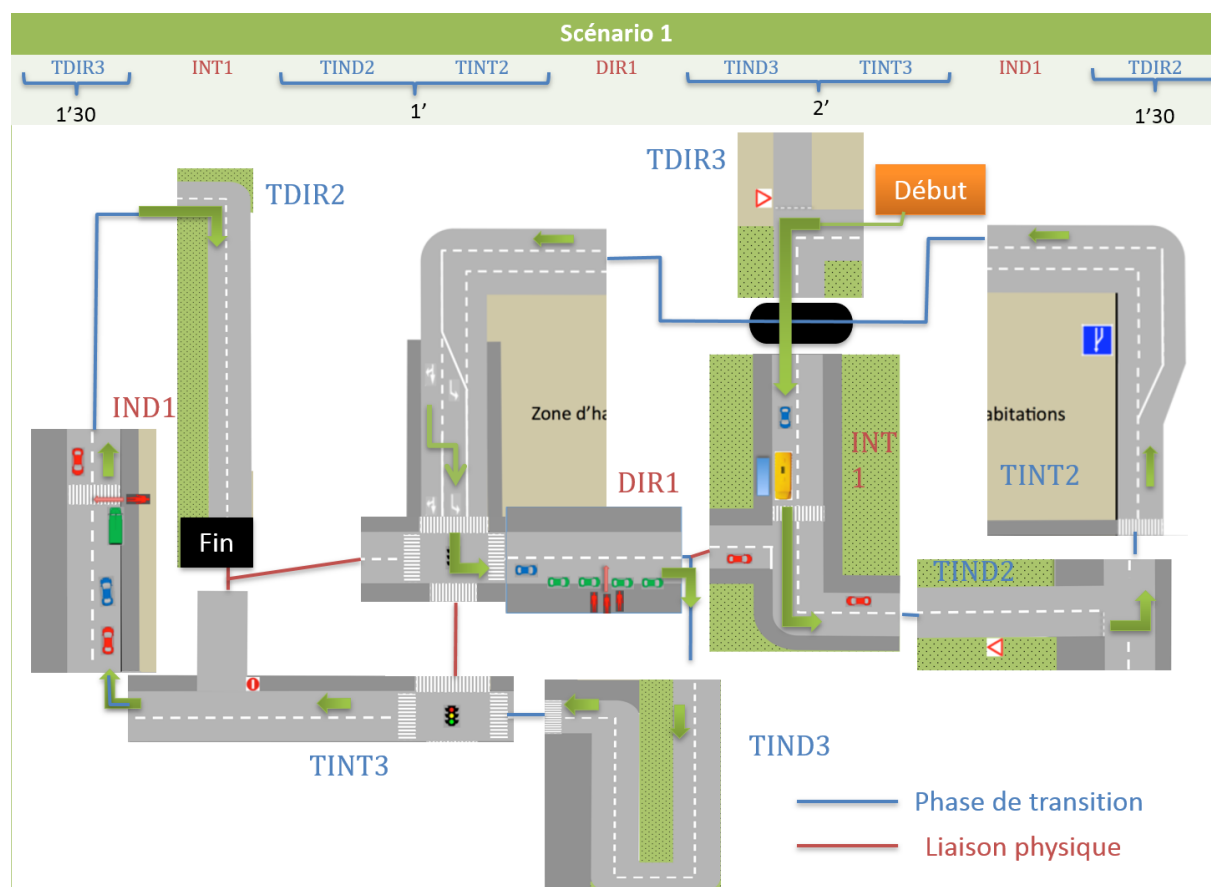 Scénario 1
TDIR3 INT1 TIND2 TINT2 DIR1 TIND3 TINT3 IND1 TDIR2
1’30 1’ 2’ 1’30
TDIR3
Début
TDIR2
IND1
Zone d’ha
abitations
INT
1
TINT2
DIR1
Fin
TIND2
TINT3
TIND3
Phase de transition
Liaison physique